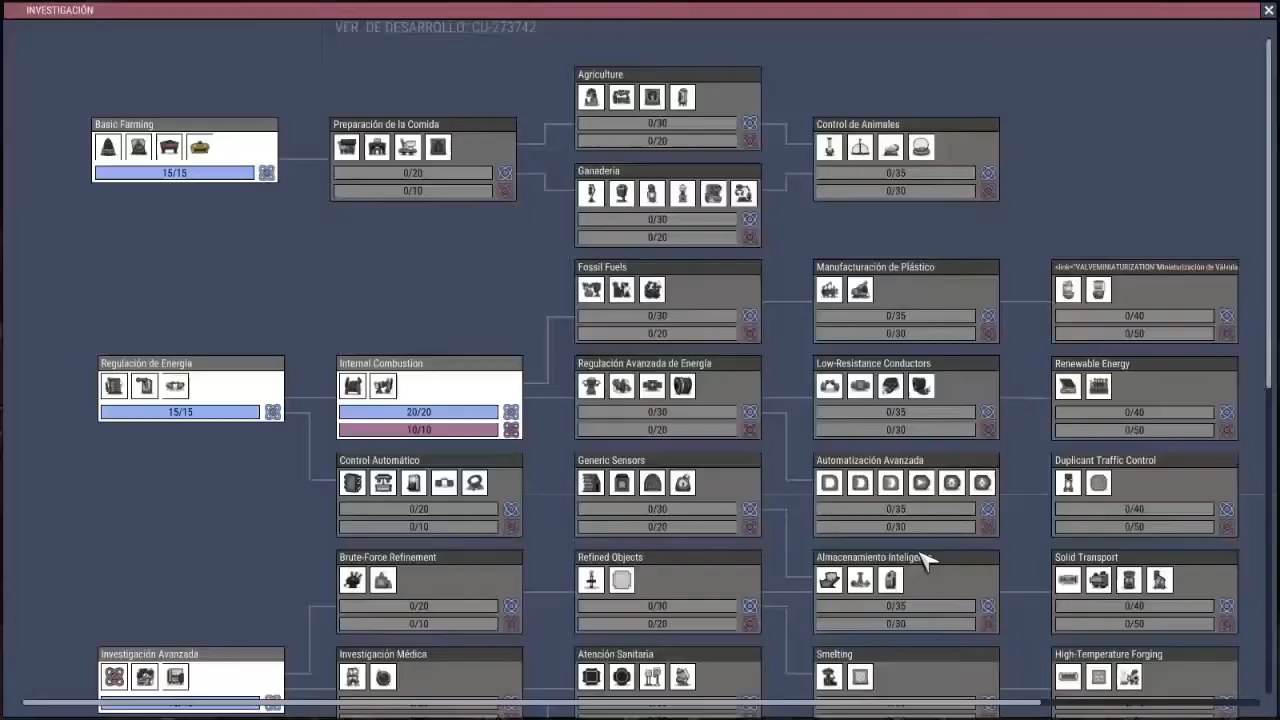 INVESTIGACIÓN
VER. DE DESARROLLO: CU-273742
Agriculture
0/30
0/20
Basic Farming
15/15
Preparación de la Comida
0/20
0/10
Control de Animales
0/35
0/30
Ganadería
0/30
0/20
Fossil Fuels
0/30
0/20
Manufacturación de Plástico
0/35
0/30
<link="VALVEMINIATURIZATION"Miniaturización de Válvula
0/40
0/50
Regulación de Energía
15/15
Internal Combustion
20/20
10/10
Regulación Avanzada de Energía
0/30
0/20
Low-Resistance Conductors
0/35
0/30
Renewable Energy
0/40
0/50
Control Automático
0/20
0/10
Generic Sensors
0/30
0/20
Automatización Avanzada
0/35
0/30
Duplicant Traffic Control
0/40
0/50
Brute-Force Refinement
0/20
0/10
Refined Objects
0/30
0/20
Almacenamiento Intelige
0/35
0/30
Solid Transport
0/40
0/50
Investigación Avanzada
Investigación Médica
Atención Sanitaria
Smelting
High-Temperature Forging